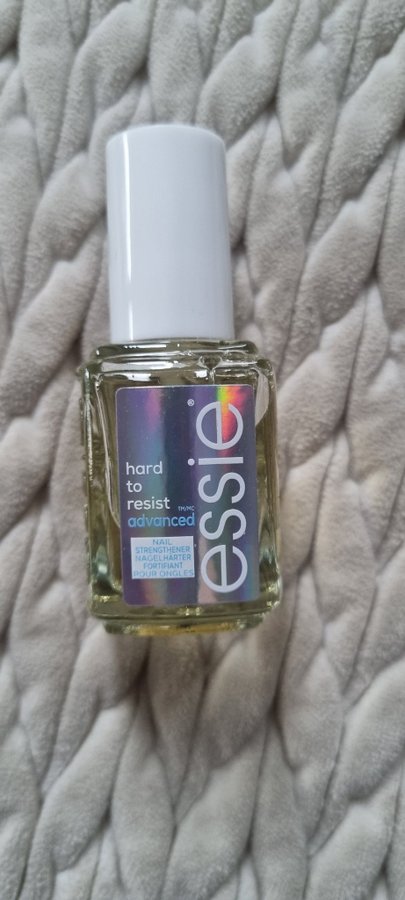 hard
to
resist
advanced TM/MC
NAIL
STRENGTHENER
NAGELHÄRTER
FORTIFIANT
POUR ONGLES
essie®